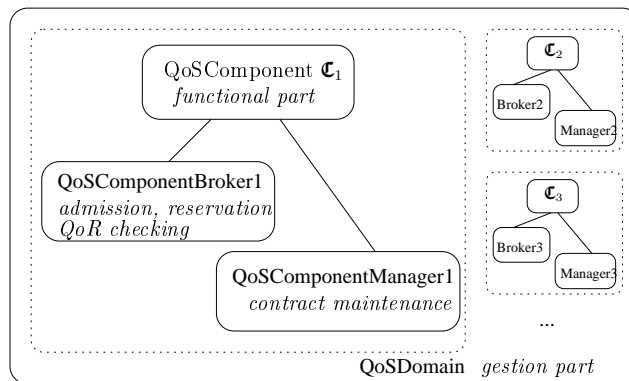 QoSComponent ℭ₁
functional part
QoSComponentBroker1
admission, reservation
QoR checking
QoSComponentManager1
contract maintenance
ℭ₂
Broker2
Manager2
ℭ₃
Broker3
Manager3
...
QoSDomain gestion part